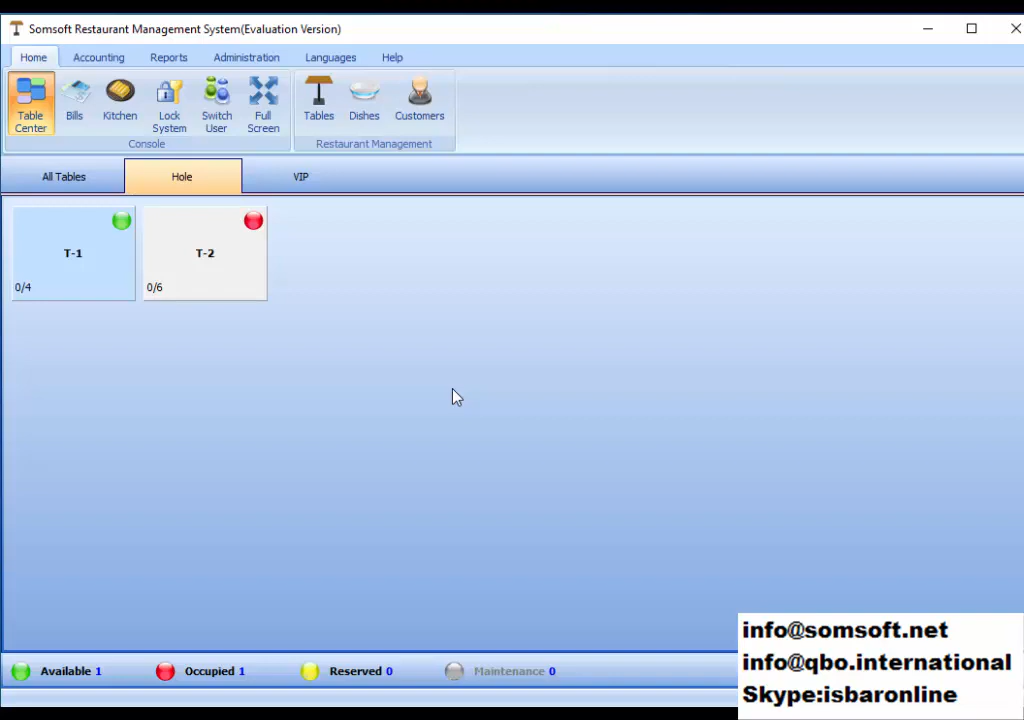 Somsoft Restaurant Management System(Evaluation Version)
Home Accounting Reports Administration Languages Help
Table Center Bills Kitchen Lock System Switch User Full Screen Tables Dishes Customers
Console Restaurant Management
All Tables Hole VIP
T-1 T-2
0/4 0/6
Available 1 Occupied 1 Reserved 0 Maintenance 0
info@somsoft.net
info@qbo.international
Skype:isbaronline